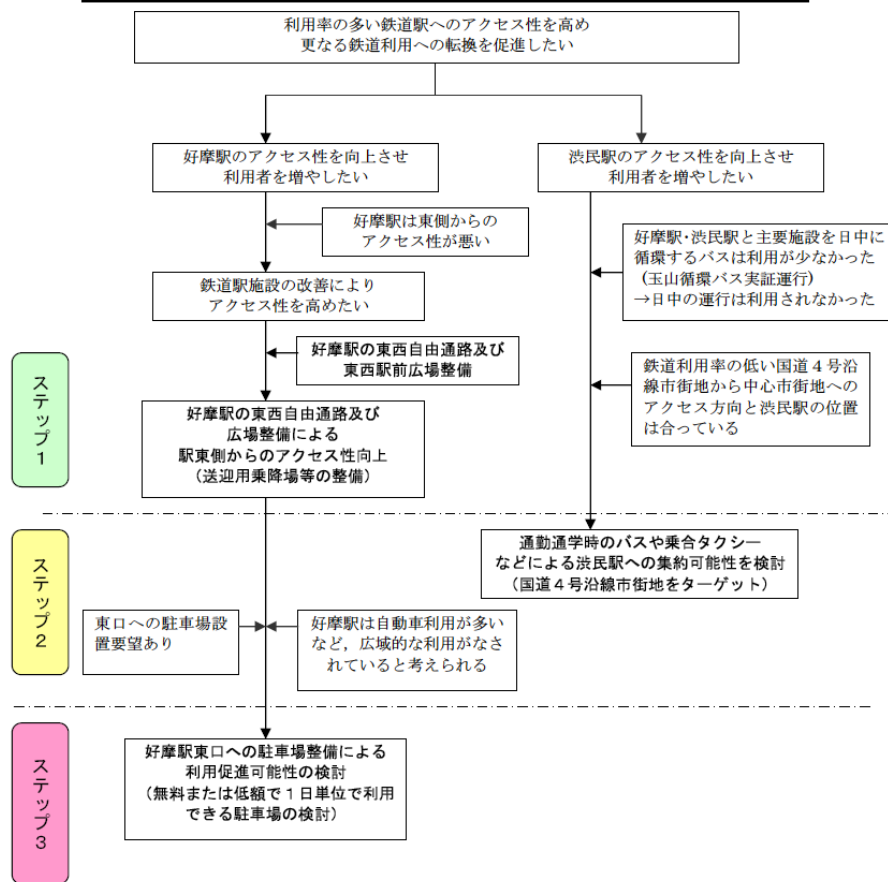 利用率の多い鉄道駅へのアクセス性を高め
更なる鉄道利用への転換を促進したい
好摩駅のアクセス性を向上させ
利用者を増やしたい
渋民駅のアクセス性を向上させ
利用者を増やしたい
好摩駅は東側からの
アクセス性が悪い
好摩駅・渋民駅と主要施設を日中に
循環するバスは利用が少なかった
(玉山循環バス実証運行)
→日中の運行は利用されなかった
鉄道駅施設の改善により
アクセス性を高めたい
ステップ1
好摩駅の東西自由通路及び
東西駅前広場整備
鉄道利用率の低い国道4号沿
線市街地から中心市街地への
アクセス方向と渋民駅の位置
は合っている
好摩駅の東西自由通路及び
広場整備による
駅東側からのアクセス性向上
(送迎用乗降場等の整備)
ステップ2
通勤通学時のバスや乗合タクシー
などによる渋民駅への集約可能性を検討
(国道4号沿線市街地をターゲット)
東口への駐車場設
置要望あり
好摩駅は自動車利用が多い
など，広域的な利用がなさ
れていると考えられる
ステップ3
好摩駅東口への駐車場整備による
利用促進可能性の検討
(無料または低額で1日単位で利用
できる駐車場の検討)